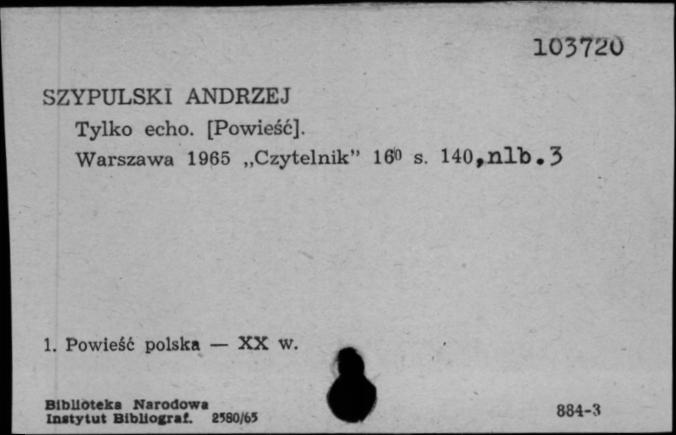 103720
SZYPULSKI ANDRZEJ
Tylko echo. [Powieść].
Warszawa 1965 „Czytelnik” 16⁰ s. 140,nlb.3
1. Powieść polska — XX w.
Biblioteka Narodowa
Instytut Bibliograf. 2580/65
884-3